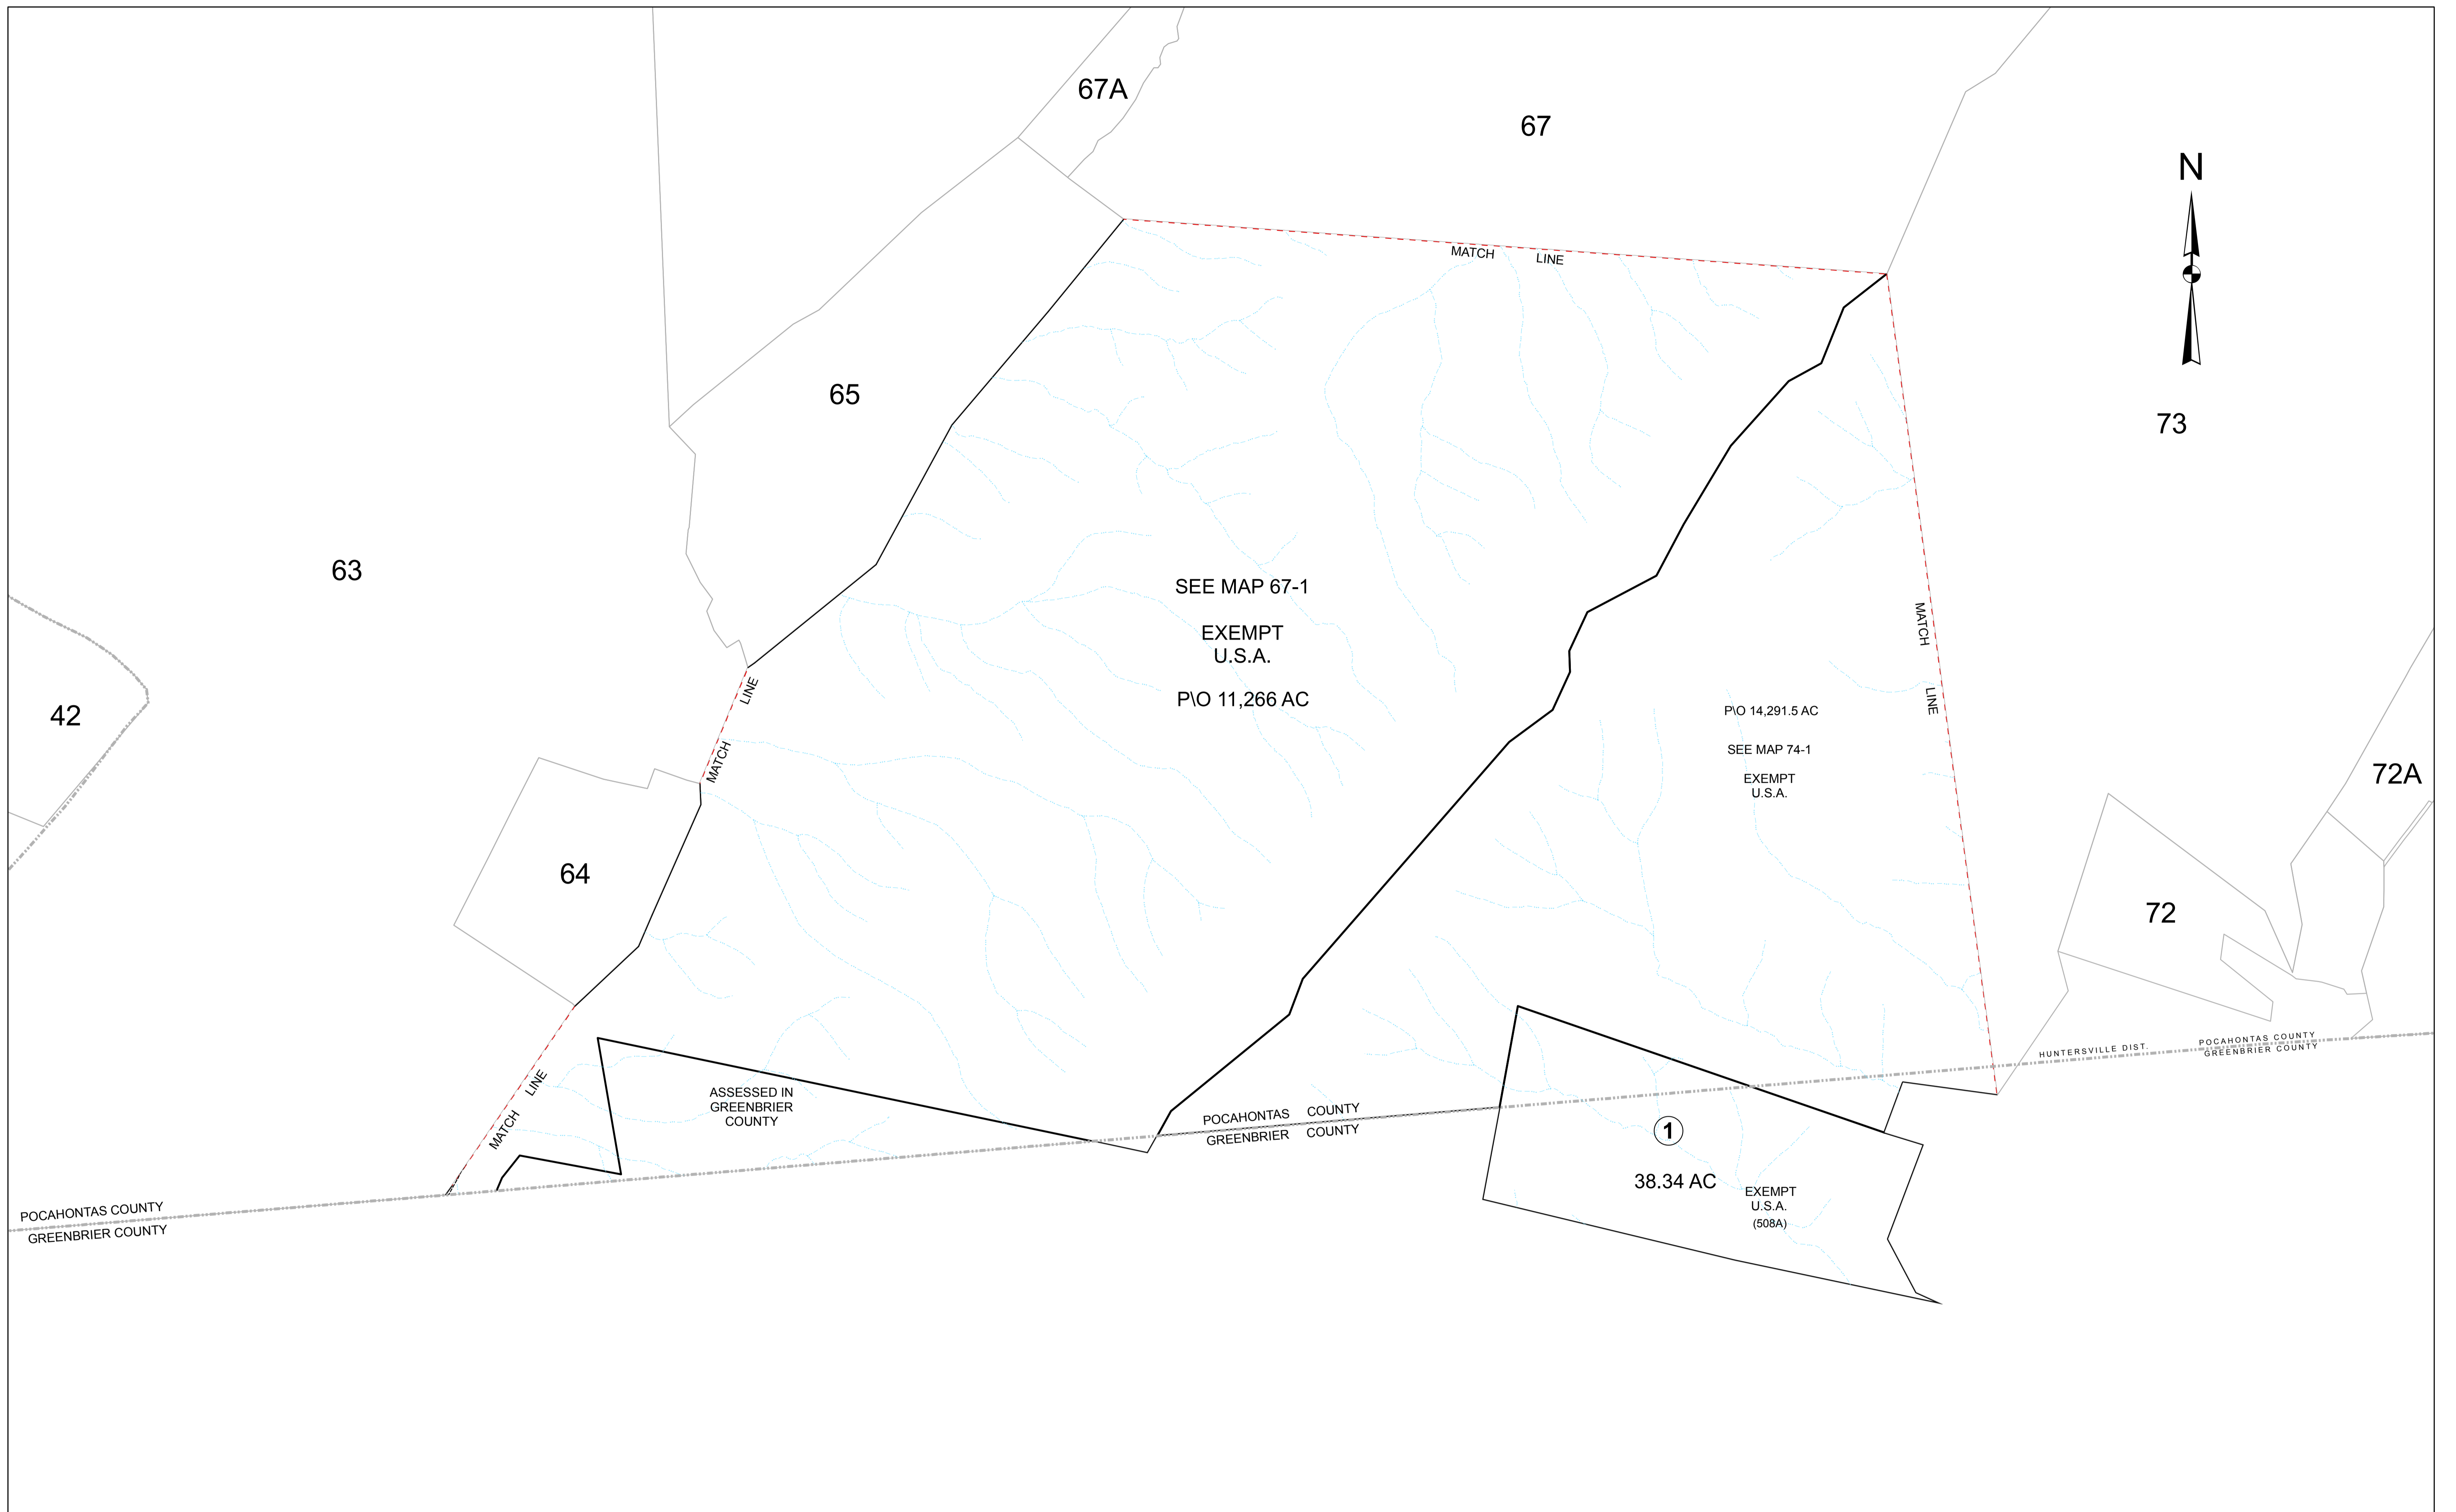 67A
67
N
MATCH LINE
65
73
63
SEE MAP 67-1
EXEMPT
U.S.A.
P\O 11,266 AC
MATCH LINE
MATCH LINE
42
P\O 14,291.5 AC
SEE MAP 74-1
EXEMPT
U.S.A.
72A
64
72
HUNTERSVILLE DIST.
POCAHONTAS COUNTY
GREENBRIER COUNTY
MATCH LINE
ASSESSED IN
GREENBRIER
COUNTY
POCAHONTAS COUNTY
GREENBRIER COUNTY
1
38.34 AC
EXEMPT
U.S.A.
(508A)
POCAHONTAS COUNTY
GREENBRIER COUNTY